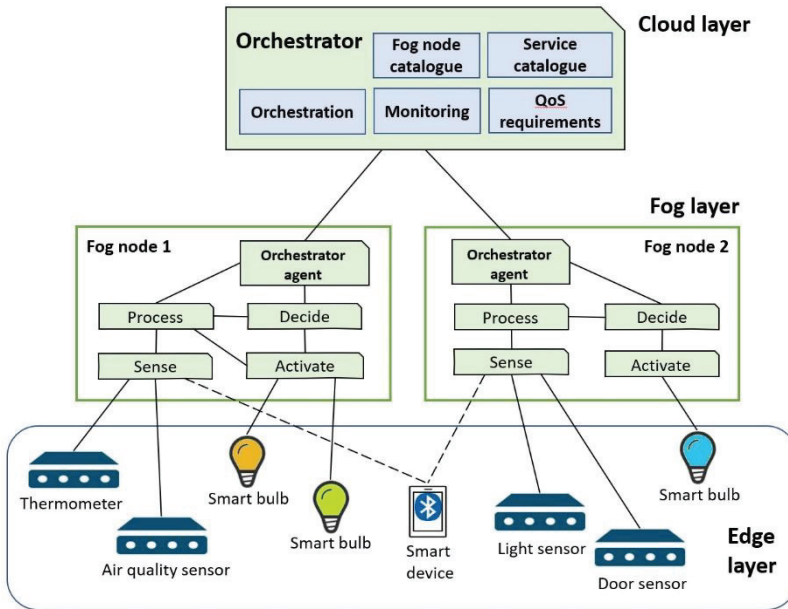 Cloud layer
Orchestrator
Fog node
catalogue
Service
catalogue
Orchestration
Monitoring
QoS
requirements
Fog layer
Fog node 1
Orchestrator
agent
Process
Decide
Sense
Activate
Orchestrator
agent
Fog node 2
Process
Decide
Sense
Activate
Thermometer
Air quality sensor
Smart bulb
Smart bulb
Smart
device
Light sensor
Door sensor
Smart bulb
Edge
layer